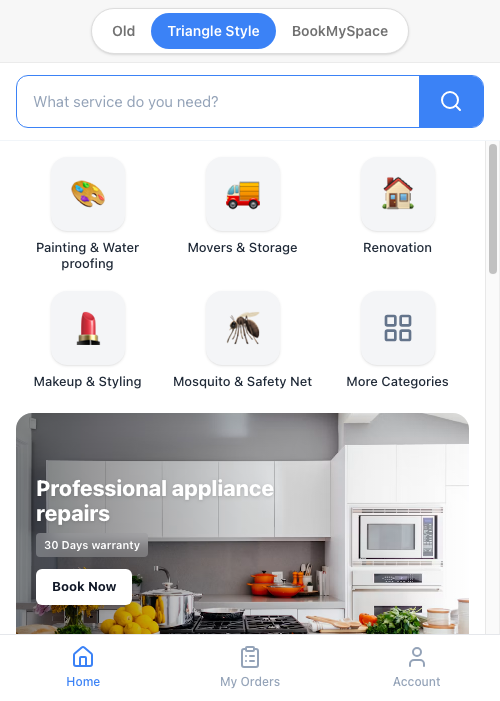 Old
Triangle Style
BookMySpace
What service do you need?
Painting & Water
proofing
Movers & Storage
Renovation
Makeup & Styling
Mosquito & Safety Net
More Categories
Professional appliance
repairs
30 Days warranty
Book Now
Home
My Orders
Account